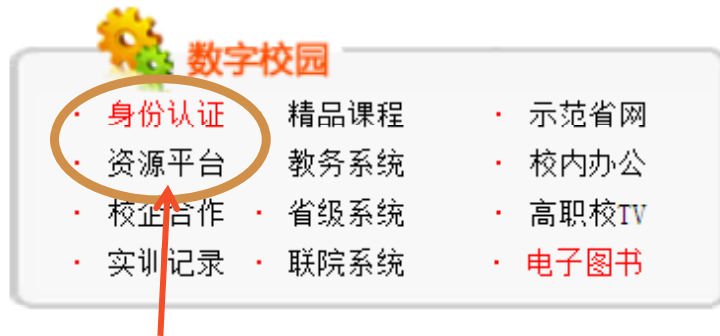 数字校园
· 身份认证 精品课程 · 示范省网
· 资源平台 教务系统 · 校内办公
· 校企合作 · 省级系统 · 高职校TV
· 实训记录 · 联院系统 · 电子图书